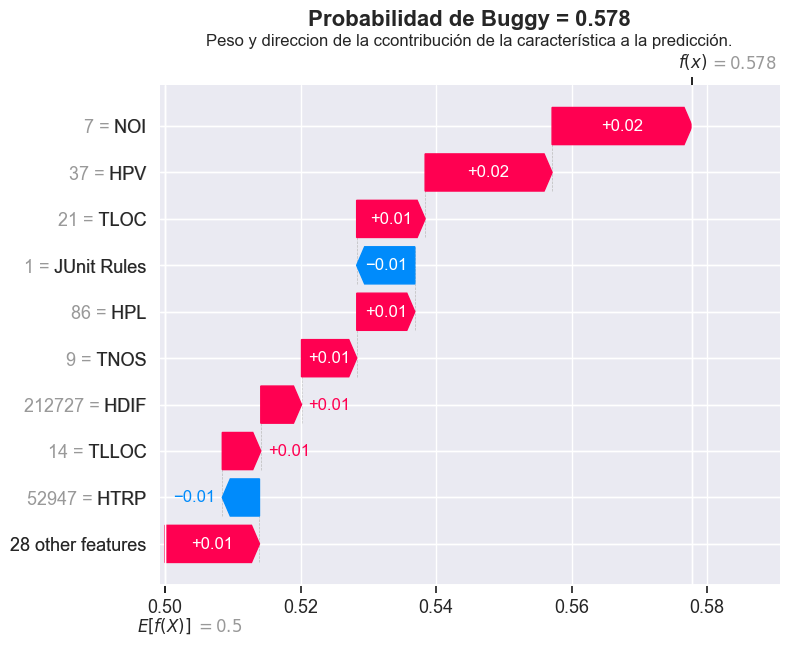 Probabilidad de Buggy = 0.578
Peso y direccion de la ccontribución de la característica a la predicción.
f(x) = 0.578
7 = NOI
+0.02
37 = HPV
+0.02
21 = TLOC
+0.01
1 = JUnit Rules
−0.01
86 = HPL
+0.01
9 = TNOS
+0.01
212727 = HDIF
+0.01
14 = TLLOC
+0.01
52947 = HTRP
−0.01
28 other features
+0.01
0.50 0.52 0.54 0.56 0.58
E[f(X)] = 0.5